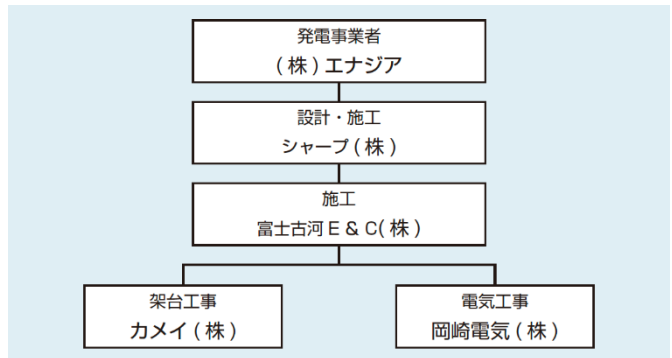 発電事業者
(株)エナジア
設計・施工
シャープ(株)
施工
富士古河E&C(株)
架台工事
カメイ(株)
電気工事
岡崎電気(株)